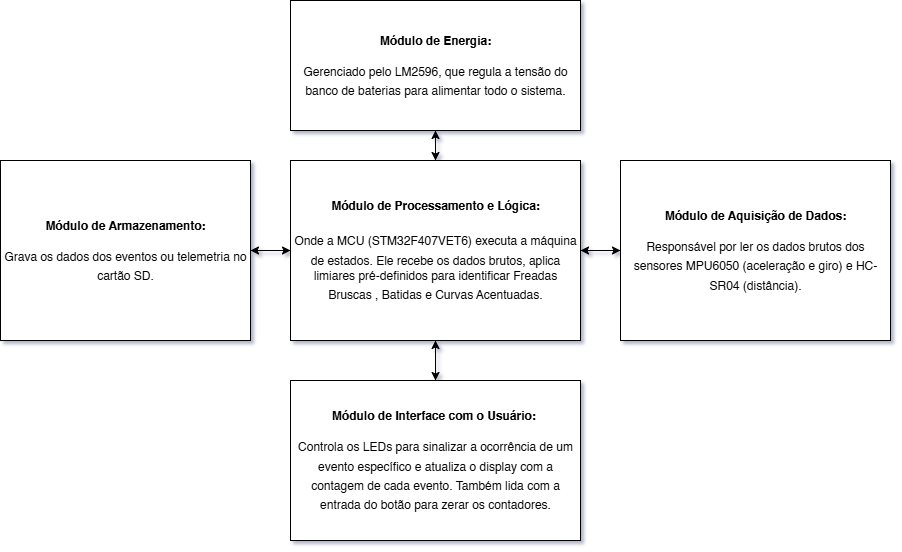 Módulo de Energia:
Gerenciado pelo LM2596, que regula a tensão do
banco de baterias para alimentar todo o sistema.
Módulo de Armazenamento:
Grava os dados dos eventos ou telemetria no
cartão SD.
Módulo de Processamento e Lógica:
Onde a MCU (STM32F407VET6) executa a máquina
de estados. Ele recebe os dados brutos, aplica
limiares pré-definidos para identificar Freadas
Bruscas , Batidas e Curvas Acentuadas.
Módulo de Aquisição de Dados:
Responsável por ler os dados brutos dos
sensores MPU6050 (aceleração e giro) e HC-
SR04 (distância).
Módulo de Interface com o Usuário:
Controla os LEDs para sinalizar a ocorrência de um
evento específico e atualiza o display com a
contagem de cada evento. Também lida com a
entrada do botão para zerar os contadores.